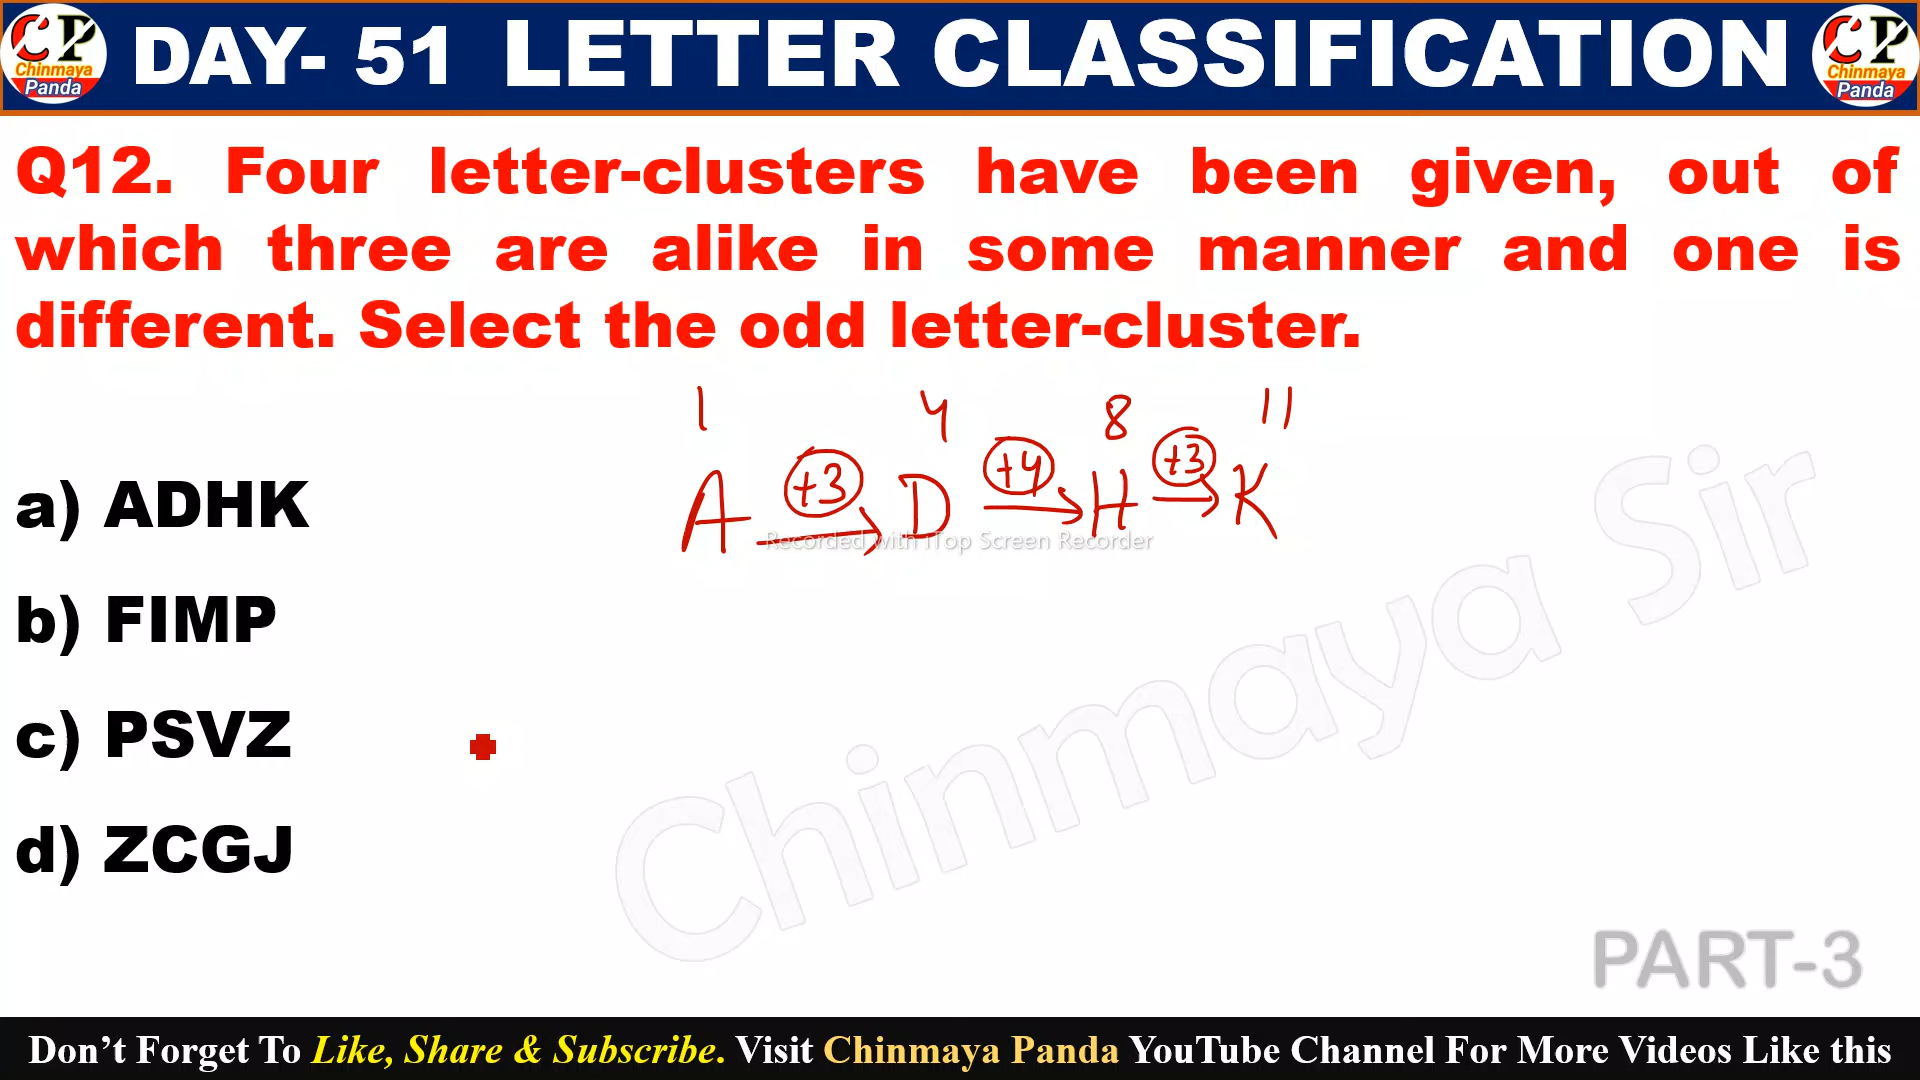 CP
Chinmaya
Panda
DAY- 51 LETTER CLASSIFICATION
CP
Chinmaya
Panda
Q12. Four letter-clusters have been given, out of
which three are alike in some manner and one is
different. Select the odd letter-cluster.
1 4 8 11
A +3 D +4 H +3 K
a) ADHK
Recorded with iTop Screen Recorder
b) FIMP
c) PSVZ
d) ZCGJ
Chinmaya Sir
PART-3
Don't Forget To Like, Share & Subscribe. Visit Chinmaya Panda YouTube Channel For More Videos Like this